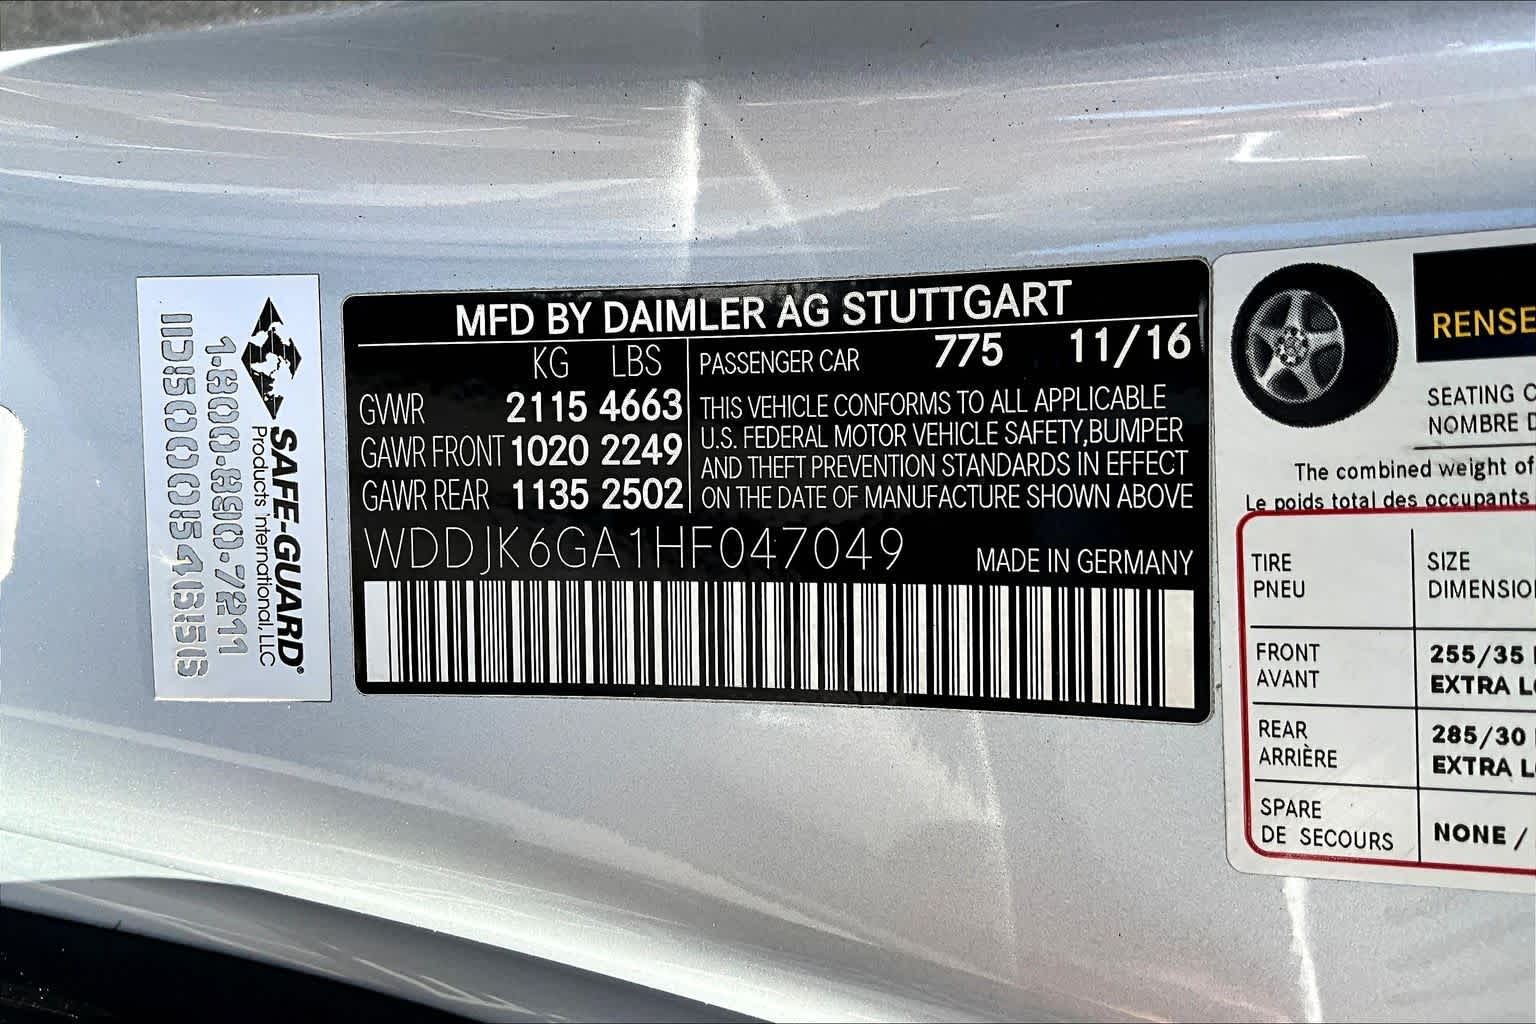 SAFE-GUARD®
Products International, LLC
1-800-890-7211
MFD BY DAIMLER AG STUTTGART
KG LBS
GVWR 2115 4663
GAWR FRONT 1020 2249
GAWR REAR 1135 2502
PASSENGER CAR 775 11/16
THIS VEHICLE CONFORMS TO ALL APPLICABLE
U.S. FEDERAL MOTOR VEHICLE SAFETY,BUMPER
AND THEFT PREVENTION STANDARDS IN EFFECT
ON THE DATE OF MANUFACTURE SHOWN ABOVE
WDDJK6GA1HF047049
MADE IN GERMANY
RENSE
SEATING
NOMBRE
The combined weight of
Le poids total des occupants
TIRE SIZE
PNEU DIMENSIO
FRONT 255/35
AVANT EXTRA
REAR 285/30
ARRIÈRE EXTRA
SPARE
DE SECOURS NONE /